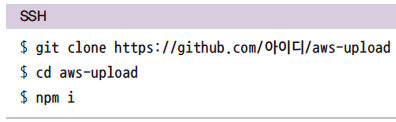 SSH
$ git clone https://github.com/아이디/aws-upload
$ cd aws-upload
$ npm i